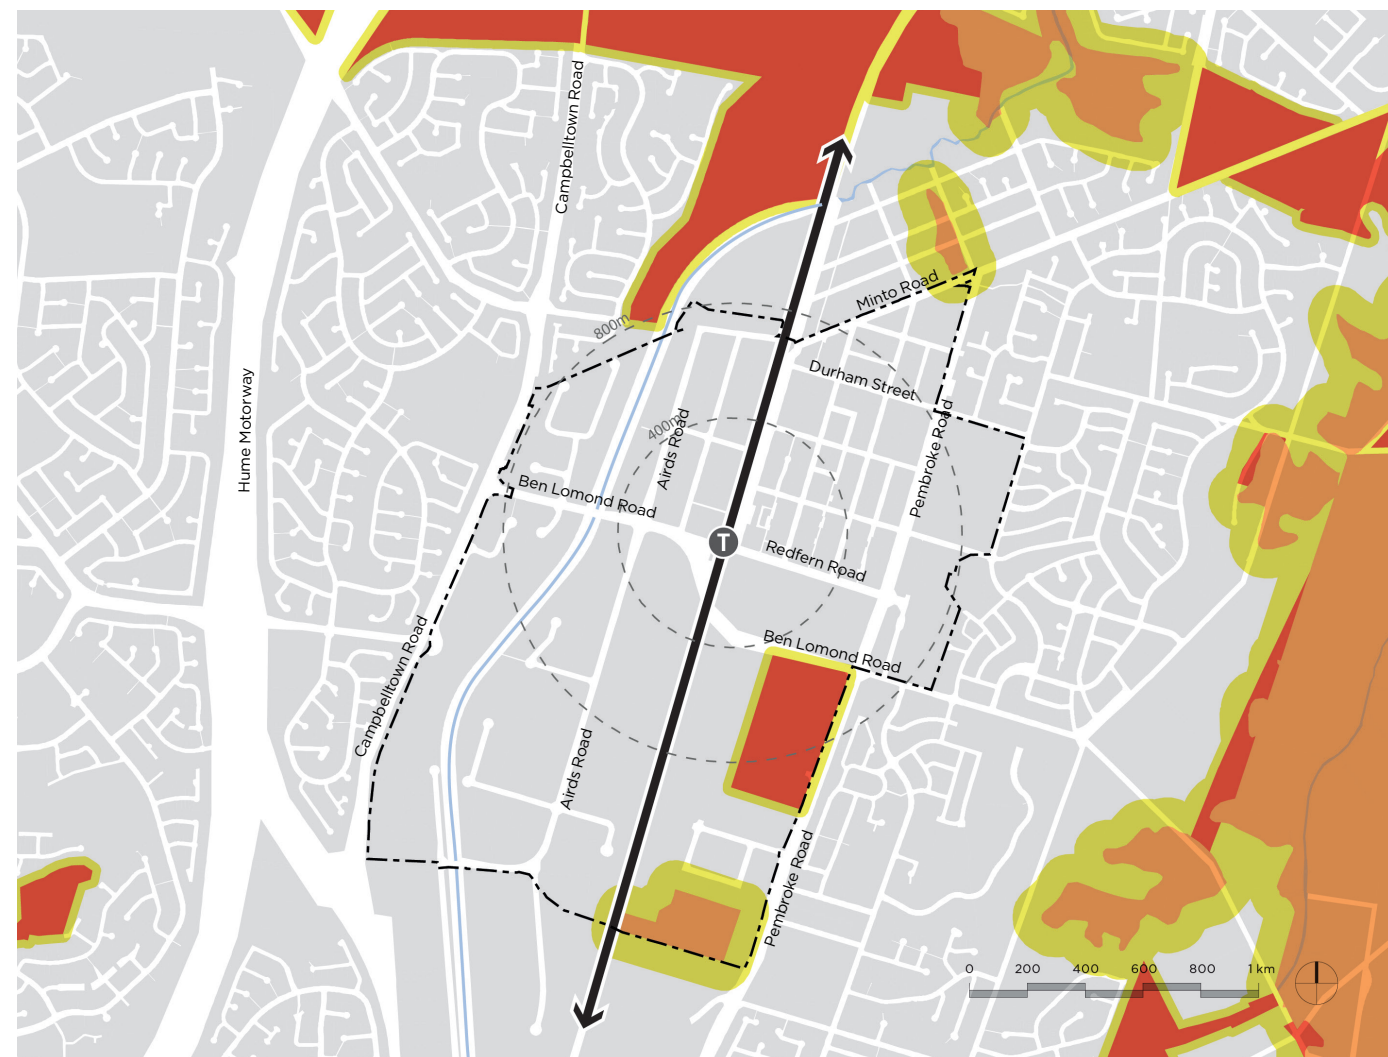 Campbelltown Road
Minto Road
800m
Durham Street
Hume Motorway
400m
Airds Road
Pembroke Road
Ben Lomond Road
T
Redfern Road
Ben Lomond Road
Campbelltown Road
Airds Road
Pembroke Road
0 200 400 600 800 1 km